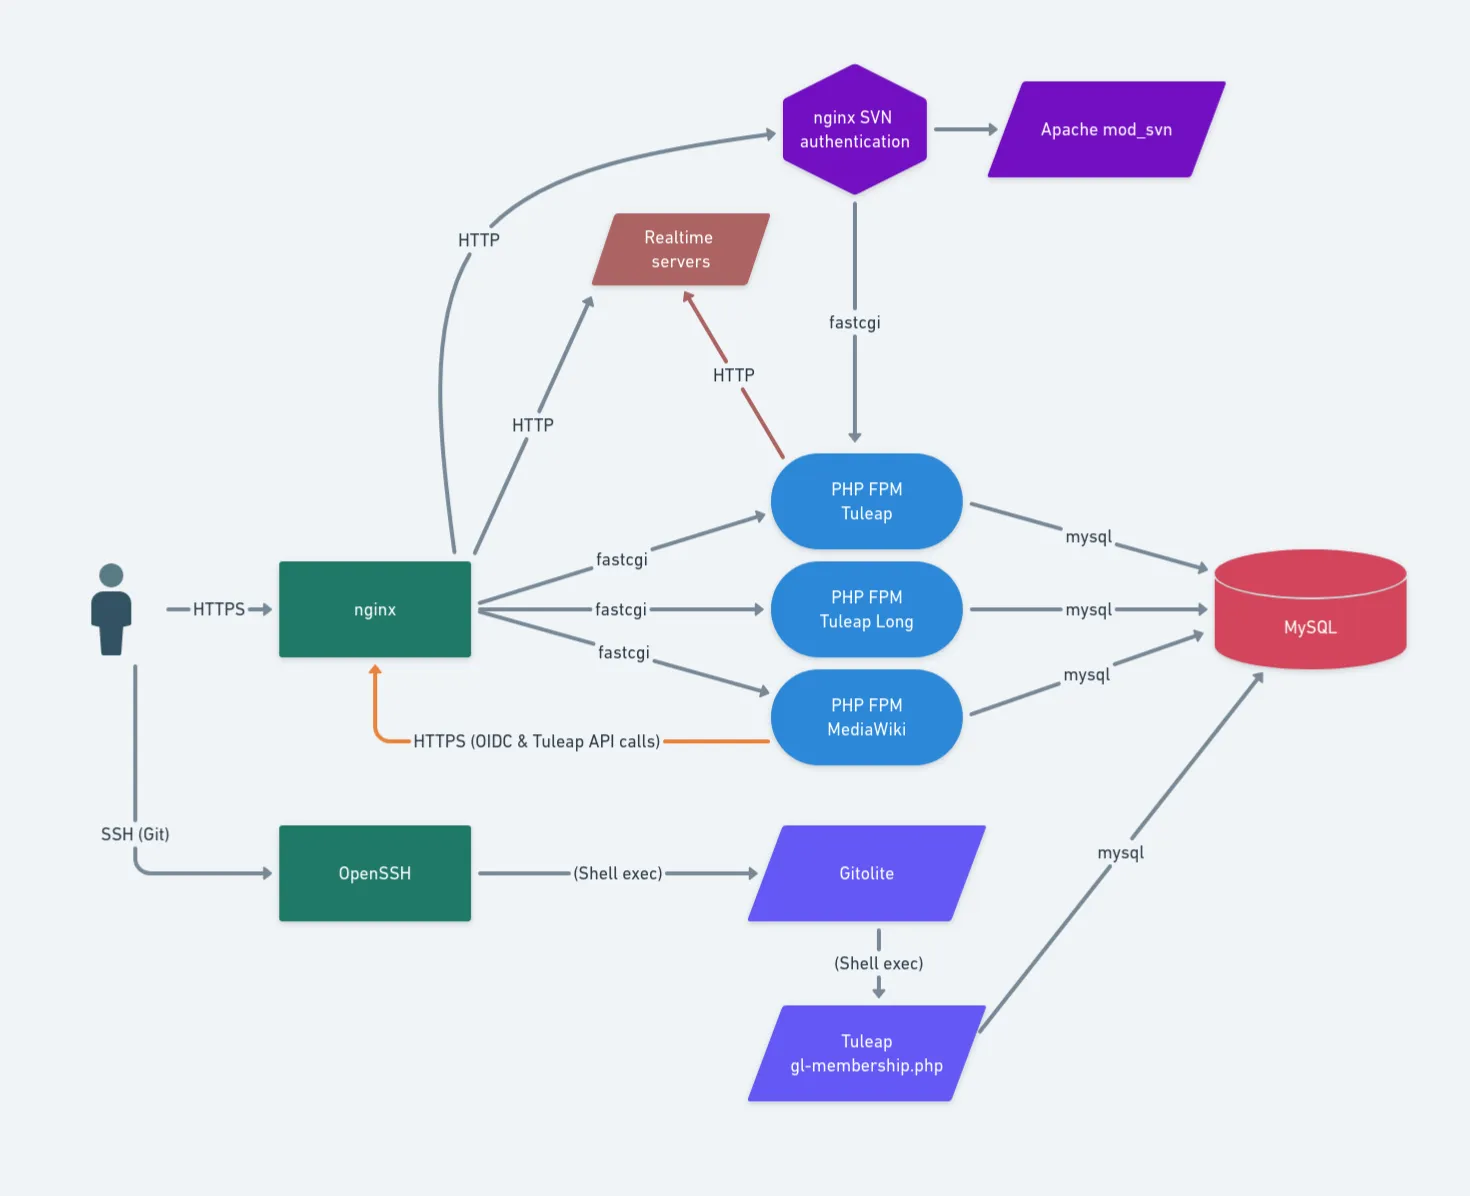 nginx SVN
authentication
Apache mod_svn
HTTP
Realtime
servers
fastcgi
HTTP
HTTP
PHP FPM
Tuleap
mysql
fastcgi
HTTPS
nginx
fastcgi
PHP FPM
Tuleap Long
mysql
MySQL
fastcgi
mysql
PHP FPM
MediaWiki
HTTPS (OIDC & Tuleap API calls)
SSH (Git)
OpenSSH
(Shell exec)
Gitolite
mysql
(Shell exec)
Tuleap
gl-membership.php